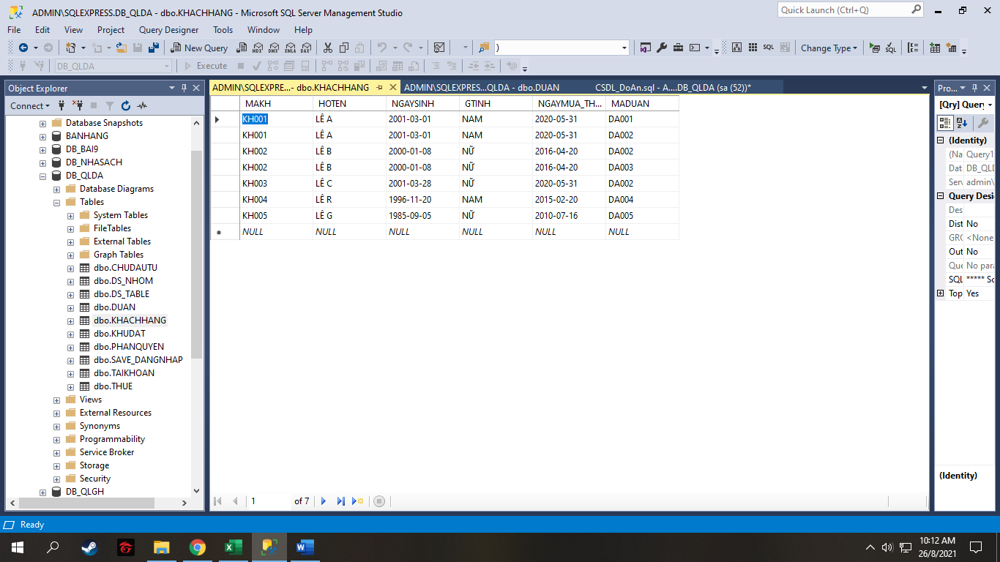 ADMIN\SQLEXPRESS.DB_QLDA - dbo.KHACHHANG - Microsoft SQL Server Management Studio
Quick Launch (Ctrl+Q)
File Edit View Project Query Designer Tools Window Help
New Query MDX DMX XMLA DAX ) SQL Change Type SQL
DB_QLDA Execute
Object Explorer
Connect
Database Snapshots
BANHANG
DB_BAI9
DB_NHASACH
DB_QLDA
Database Diagrams
Tables
System Tables
FileTables
External Tables
Graph Tables
dbo.CHUDAUTU
dbo.DS_NHOM
dbo.DS_TABLE
dbo.DUAN
dbo.KHACHHANG
dbo.KHUDAT
dbo.PHANQUYEN
dbo.SAVE_DANGNHAP
dbo.TAIKHOAN
dbo.THUE
Views
External Resources
Synonyms
Programmability
Service Broker
Storage
Security
DB_QLGH
ADMIN\SQLEXPRE...- dbo.KHACHHANG ADMIN\SQLEXPRES...QLDA - dbo.DUAN CSDL_DoAn.sql - A....DB_QLDA (sa (52))*
MAKH HOTEN NGAYSINH GTINH NGAYMUA_TH... MADUAN
KH001 LÊ A 2001-03-01 NAM 2020-05-31 DA001
KH001 LÊ A 2001-03-01 NAM 2020-05-31 DA002
KH002 LÊ B 2000-01-08 NỮ 2016-04-20 DA002
KH002 LÊ B 2000-01-08 NỮ 2016-04-20 DA003
KH003 LÊ C 2001-03-28 NỮ 2020-05-31 DA002
KH004 LÊ R 1996-11-20 NAM 2015-02-20 DA004
KH005 LÊ G 1985-09-05 NỮ 2010-07-16 DA005
NULL NULL NULL NULL NULL NULL
1 of 7
Pro...
[Qry] Query
(Identity)
(Na Query1
Dat DB_QLD
Serv admin\
Query Desi
Des
Dist No
GRC <None
Out No
Que No para
SQL ***** Sc
Top Yes
(Identity)
Ready
10:12 AM
26/8/2021